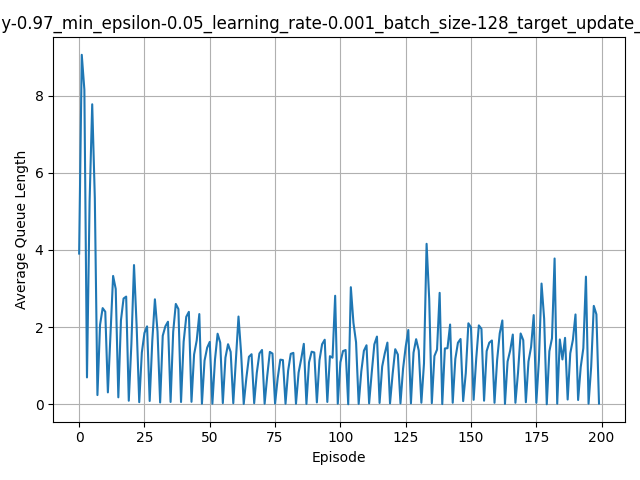 y-0.97_min_epsilon-0.05_learning_rate-0.001_batch_size-128_target_update_
Average Queue Length
8
6
4
2
0
0 25 50 75 100 125 150 175 200
Episode